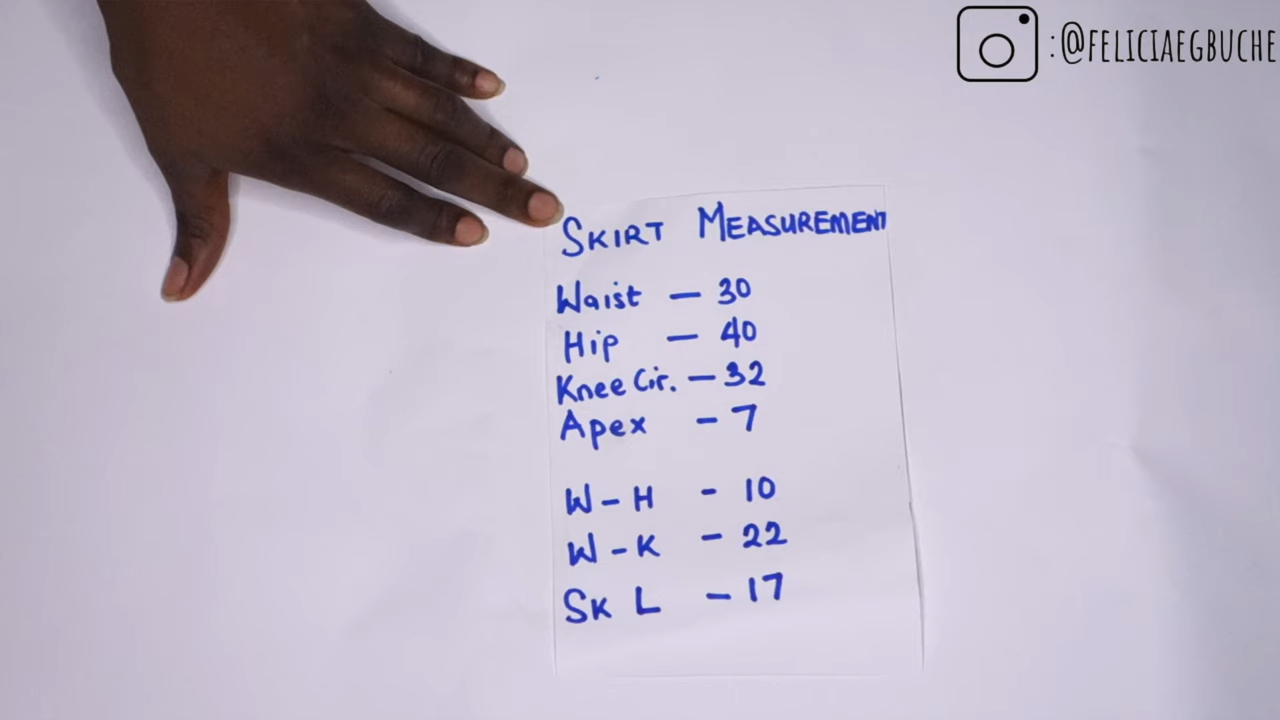 :@FELICIAEGBUCHE
SKIRT MEASUREMENT
Waist — 30
Hip — 40
Knee Cir. — 32
Apex - 7
W - H - 10
W - K - 22
SK L - 17